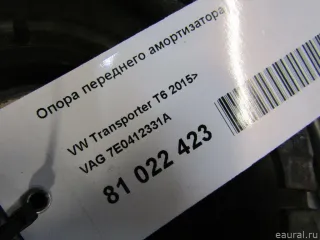 Опора переднего амортизатора
VW Transporter T6 2015>
VAG 7E0412331A
81 022 423
eaural.ru